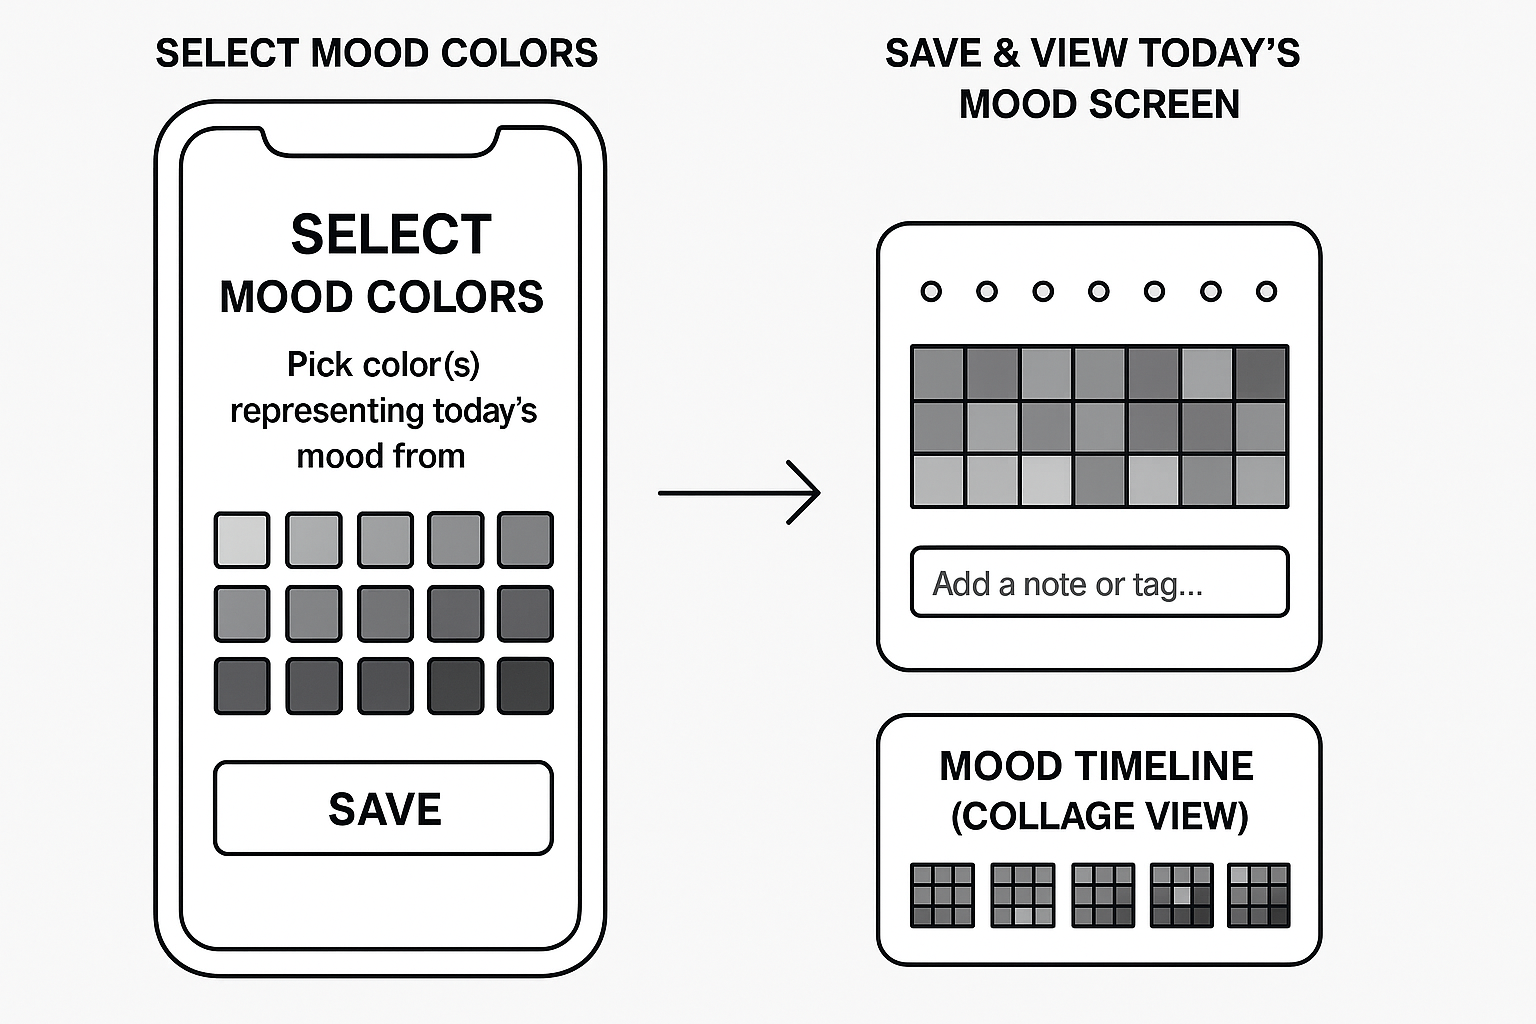 SELECT MOOD COLORS
SELECT
MOOD COLORS
Pick color(s)
representing today’s
mood from
SAVE
SAVE & VIEW TODAY’S
MOOD SCREEN
Add a note or tag...
MOOD TIMELINE
(COLLAGE VIEW)